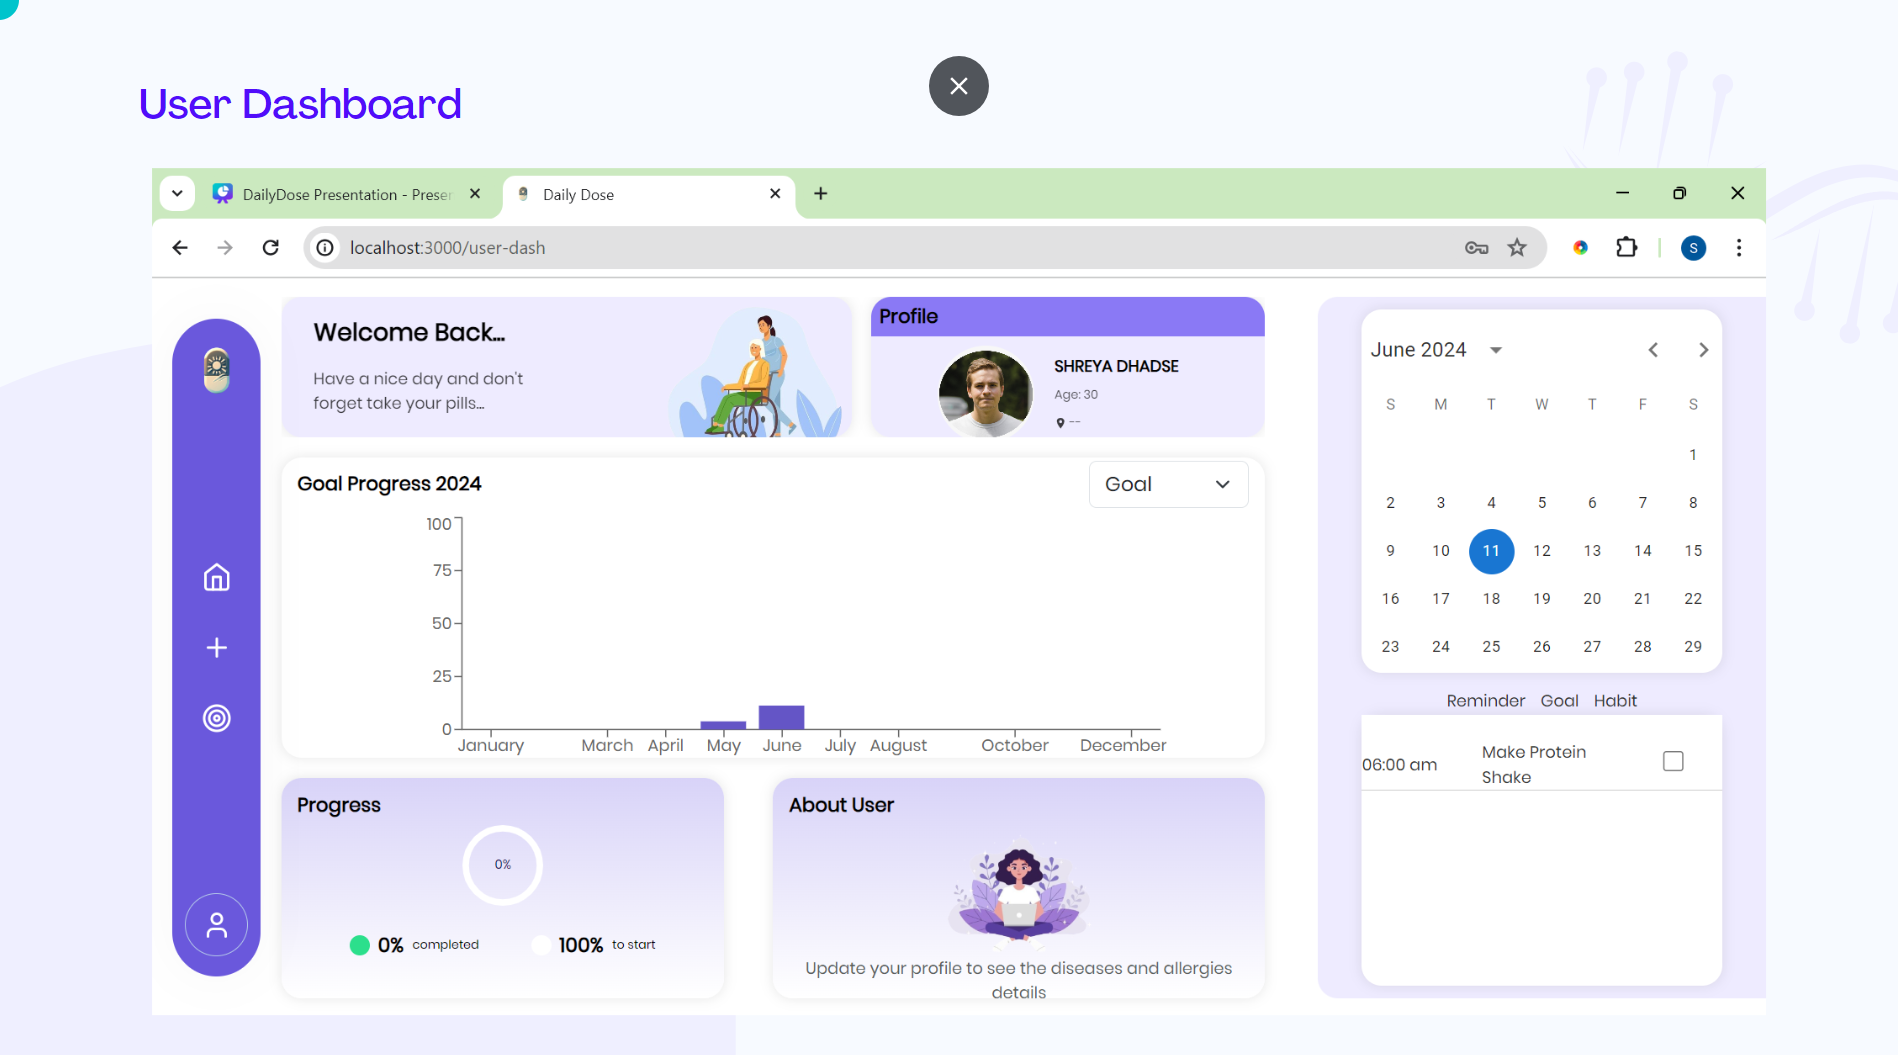 User Dashboard
DailyDose Presentation - Presen
Daily Dose
localhost:3000/user-dash
S
Welcome Back...
Have a nice day and don't
forget take your pills...
Profile
SHREYA DHADSE
Age: 30
--
Goal Progress 2024
Goal
100
75
50
25
0
January March April May June July August October December
Progress
0%
0% completed 100% to start
About User
Update your profile to see the diseases and allergies
details
June 2024
S M T W T F S
1
2 3 4 5 6 7 8
9 10 11 12 13 14 15
16 17 18 19 20 21 22
23 24 25 26 27 28 29
Reminder Goal Habit
06:00 am
Make Protein
Shake